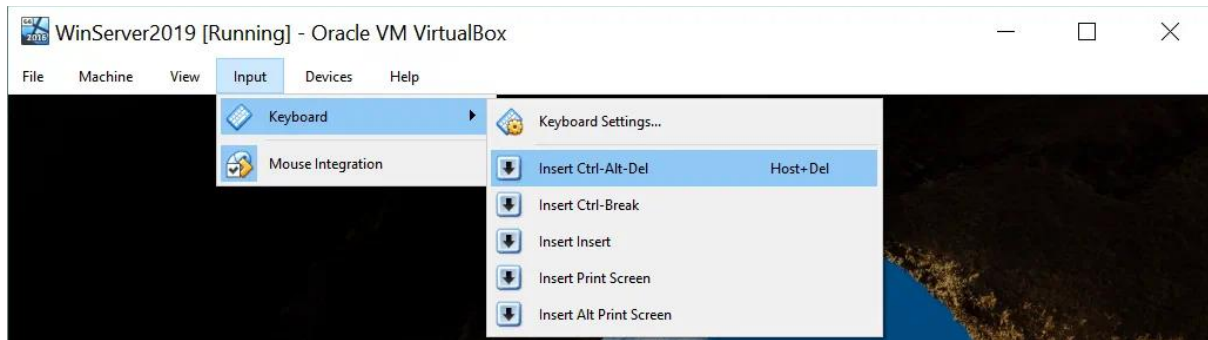 WinServer2019 [Running] - Oracle VM VirtualBox
File Machine View Input Devices Help
Keyboard
Mouse Integration
Keyboard Settings...
Insert Ctrl-Alt-Del Host+Del
Insert Ctrl-Break
Insert Insert
Insert Print Screen
Insert Alt Print Screen